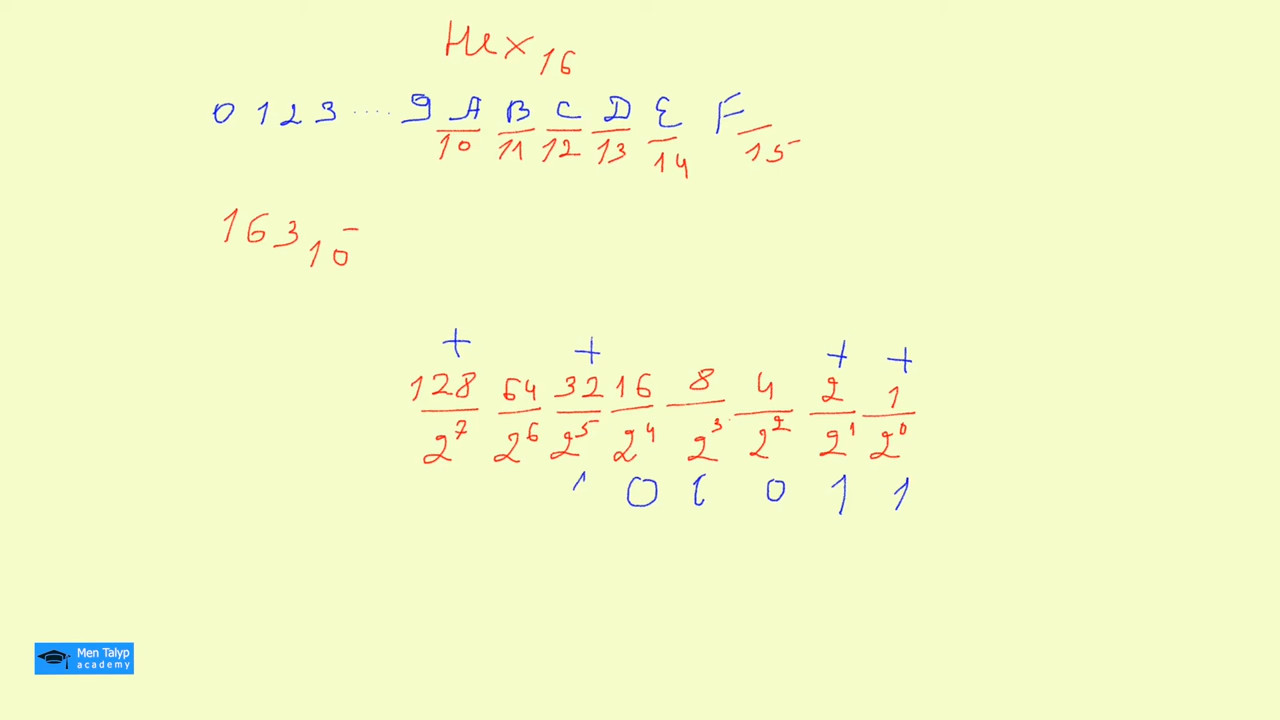 Hex 16
0 1 2 3 .... 9 A B C D E F
10 11 12 13 14 15
163 10
+ + + +
128 64 32 16 8 4 2 1
2^7 2^6 2^5 2^4 2^3 2^2 2^1 2^0
1 0 1 0 1 1
Men Talyp
academy